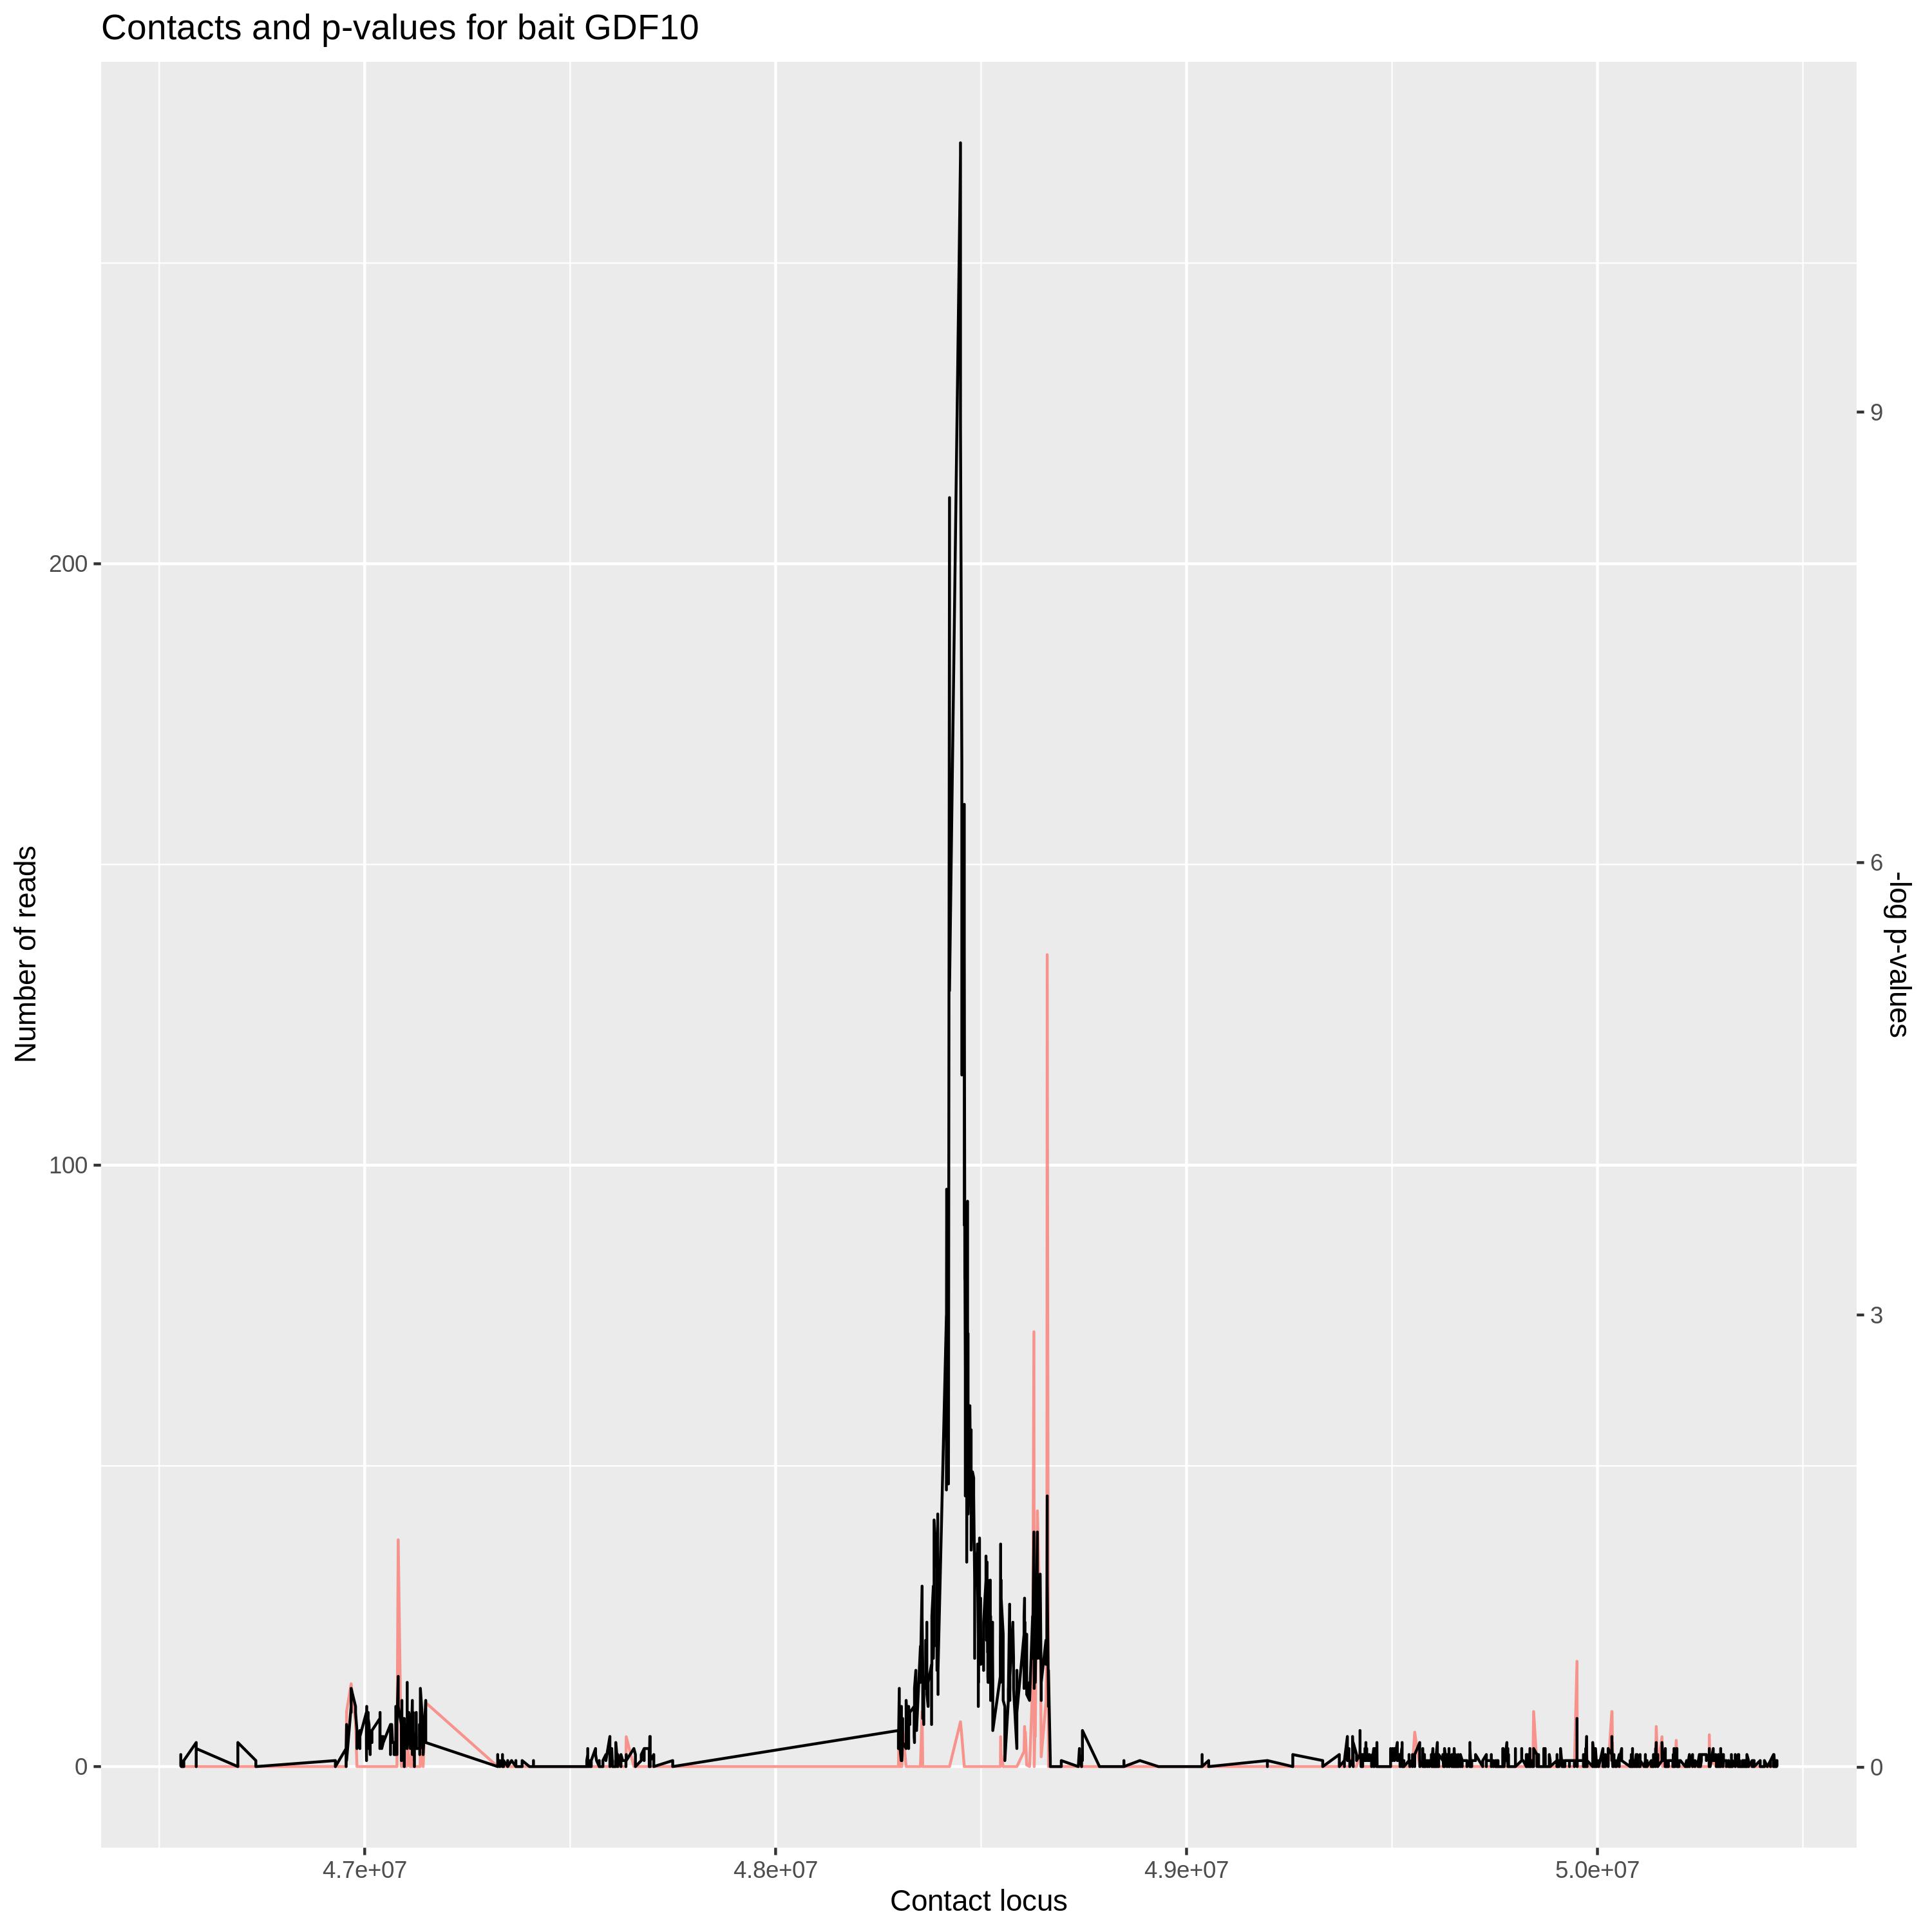 Contacts and p-values for bait GDF10
Number of reads
200
100
0
9
6
3
0
-log p-values
4.7e+07
4.8e+07
4.9e+07
5.0e+07
Contact locus